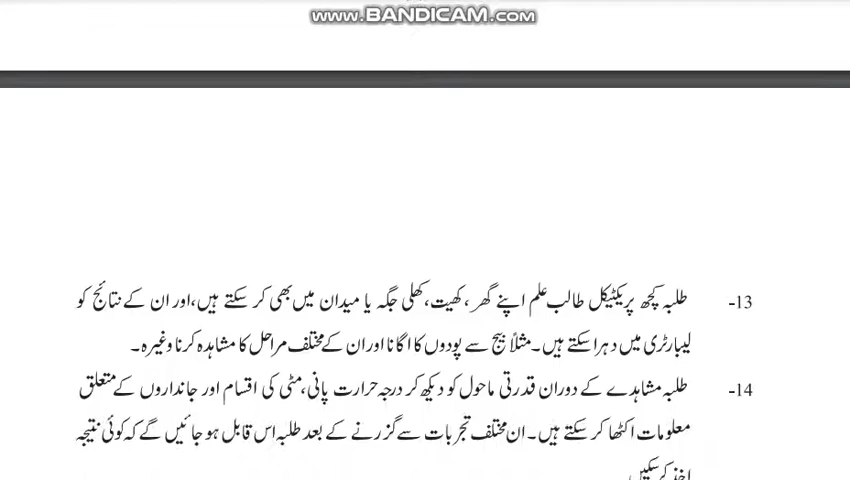 www.BANDICAM.com
13- طلبہ کچھ پریکٹیکل طالب علم اپنے گھر، کھیت، کھلی جگہ یا میدان میں بھی کر سکتے ہیں، اور ان کے نتائج کو
لیبارٹری میں دہرا سکتے ہیں۔ مثلاً بیج سے پودوں کا اگانا اور ان کے مختلف مراحل کا مشاہدہ کرنا وغیرہ۔
14- طلبہ مشاہدے کے دوران قدرتی ماحول کو دیکھ کر درجہ حرارت پانی، مٹی کی اقسام اور جانداروں کے متعلق
معلومات اکٹھا کر سکتے ہیں۔ ان مختلف تجربات سے گزرنے کے بعد طلبہ اس قابل ہو جائیں گے کہ کوئی نتیجہ
اخذ کر سکیں